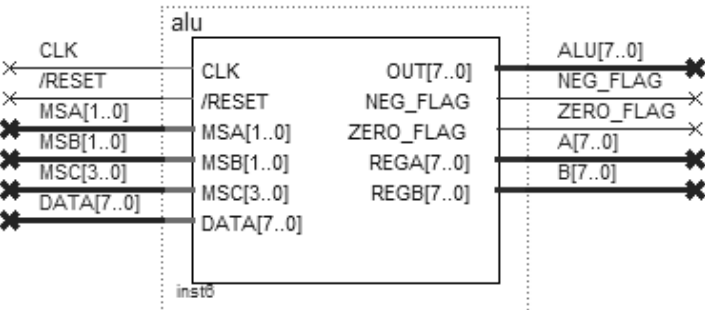 alu
CLK
/RESET
MSA[1..0]
MSB[1..0]
MSC[3..0]
DATA[7..0]
CLK
/RESET
MSA[1..0]
MSB[1..0]
MSC[3..0]
DATA[7..0]
OUT[7..0]
NEG_FLAG
ZERO_FLAG
REGA[7..0]
REGB[7..0]
ALU[7..0]
NEG_FLAG
ZERO_FLAG
A[7..0]
B[7..0]
inst6